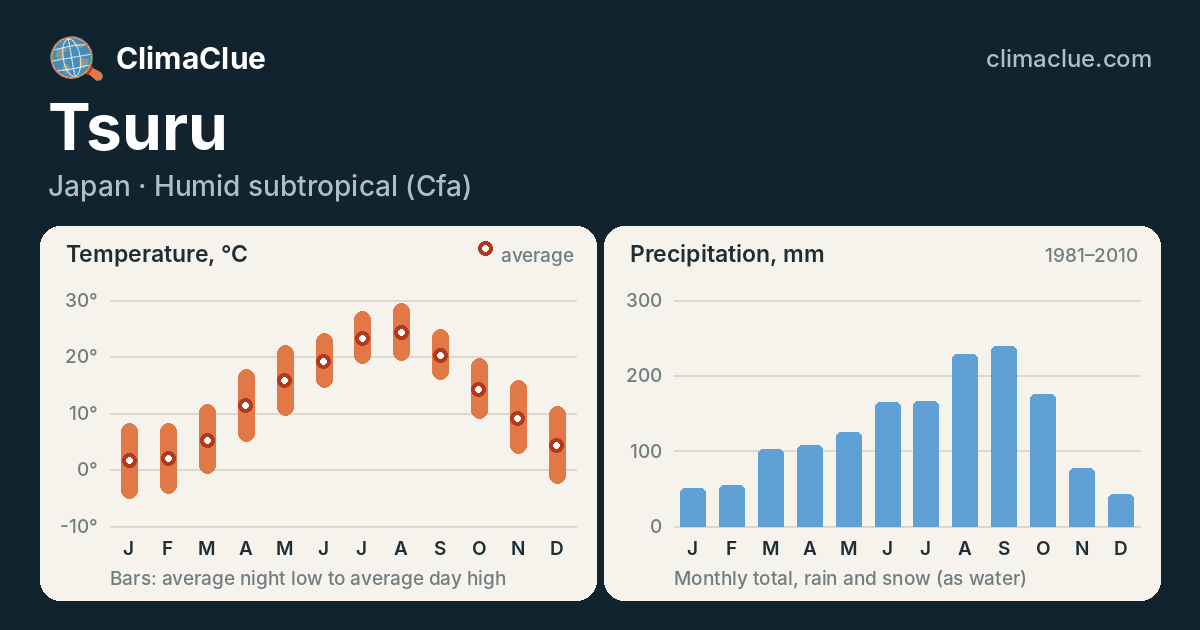 ClimaClue
climaclue.com
Tsuru
Japan · Humid subtropical (Cfa)
Temperature, °C
average
30°
20°
10°
0°
-10°
J F M A M J J A S O N D
Bars: average night low to average day high
Precipitation, mm
1981–2010
300
200
100
0
J F M A M J J A S O N D
Monthly total, rain and snow (as water)